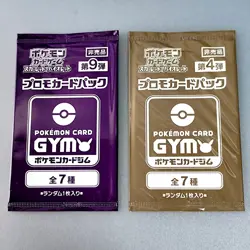 ポケモン
カードゲーム
スカーレット&バイオレット
非売品
第9弾
プロモカードパック
POKÉMON CARD
GYM
ポケモンカードジム
全7種
*ランダム1枚入り*
ポケモン
カードゲーム
スカーレット&バイオレット
非売品
第4弾
プロモカードパック
POKÉMON CARD
GYM
ポケモンカードジム
全7種
*ランダム1枚入り*